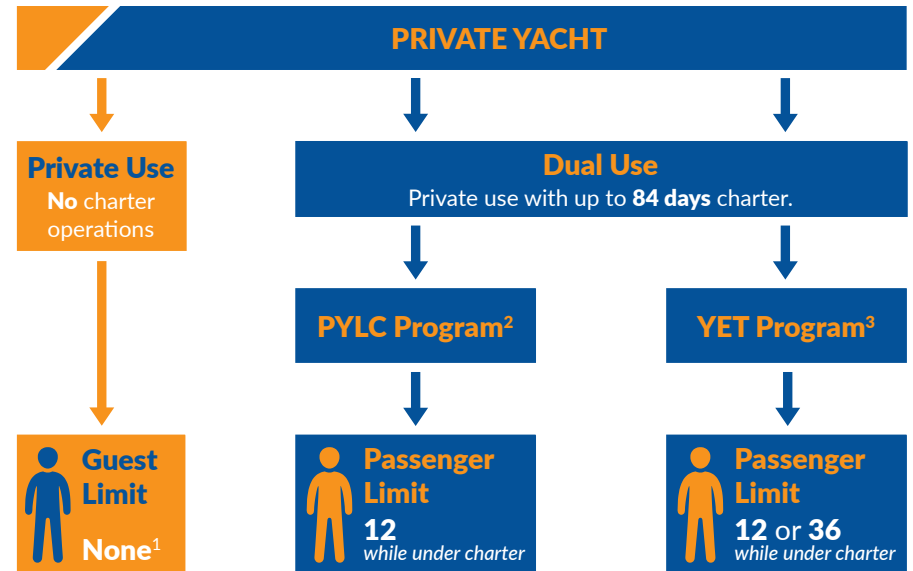 PRIVATE YACHT
Private Use
No charter
operations
Dual Use
Private use with up to 84 days charter.
PYLC Program²
YET Program³
Guest
Limit
None¹
Passenger
Limit
12
while under charter
Passenger
Limit
12 or 36
while under charter